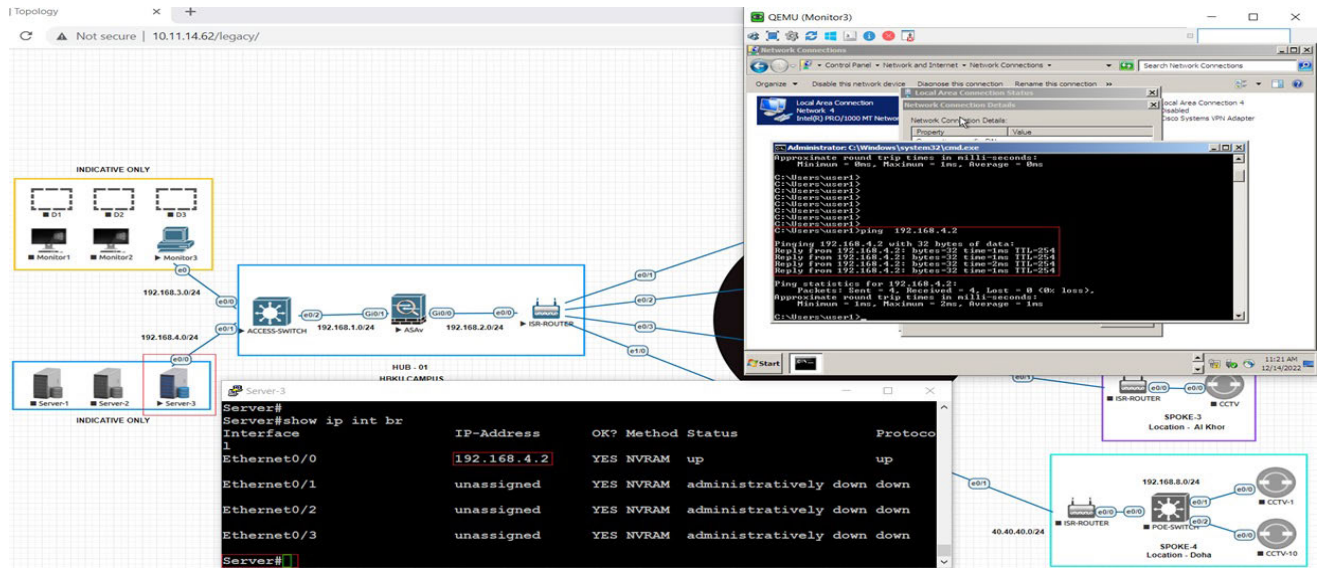 | Topology
Not secure | 10.11.14.62/legacy/
QEMU (Monitor3)
Network Connections
Control Panel • Network and Internet • Network Connections •
Search Network Connections
Organize
Disable this network device
Diagnose this connection
Rename this connection
»
Local Area Connection
Network 4
Intel(R) PRO/1000 MT Networ
Local Area Connection Status
Network Connection Details
Network Connection Details:
Property
Value
Local Area Connection 4
Disabled
Cisco Systems VPN Adapter
Administrator: C:\Windows\system32\cmd.exe
Approximate round trip times in milli-seconds:
Minimum = 0ms, Maximum = 1ms, Average = 0ms
C:\Users\user1>
C:\Users\user1>
C:\Users\user1>
C:\Users\user1>
C:\Users\user1>
C:\Users\user1>
C:\Users\user1>ping 192.168.4.2
Pinging 192.168.4.2 with 32 bytes of data:
Reply from 192.168.4.2: bytes=32 time=1ms TTL=254
Reply from 192.168.4.2: bytes=32 time=2ms TTL=254
Reply from 192.168.4.2: bytes=32 time=1ms TTL=254
Reply from 192.168.4.2: bytes=32 time=1ms TTL=254
Ping statistics for 192.168.4.2:
Packets: Sent = 4, Received = 4, Lost = 0 (0% loss),
Approximate round trip times in milli-seconds:
Minimum = 1ms, Maximum = 2ms, Average = 1ms
C:\Users\user1>_
Start
11:21 AM
12/14/2022
INDICATIVE ONLY
D1
D2
D3
Monitor1
Monitor2
Monitor3
e0
192.168.3.0/24
e0/0
e0/1
ACCESS-SWITCH
e0/2
192.168.1.0/24
Gi0/1
ASAv
Gi0/0
192.168.2.0/24
e0/0
ISR-ROUTER
e0/1
e0/2
e0/3
e1/0
192.168.4.0/24
e0/0
Server-1
Server-2
Server-3
INDICATIVE ONLY
HUB - 01
HBKU CAMPUS
Server-3
Server#
Server#show ip int br
Interface IP-Address OK? Method Status Protoco
l
Ethernet0/0 192.168.4.2 YES NVRAM up up
Ethernet0/1 unassigned YES NVRAM administratively down down
Ethernet0/2 unassigned YES NVRAM administratively down down
Ethernet0/3 unassigned YES NVRAM administratively down down
Server#
e0/1
ISR-ROUTER
e0/0
e0/0
CCTV
SPOKE-3
Location - Al Khor
e0/1
40.40.40.0/24
ISR-ROUTER
e0/0
e0/0
192.168.8.0/24
POE-SWITCH
e0/1
e0/2
e0/0
CCTV-1
e0/0
CCTV-10
SPOKE-4
Location - Doha